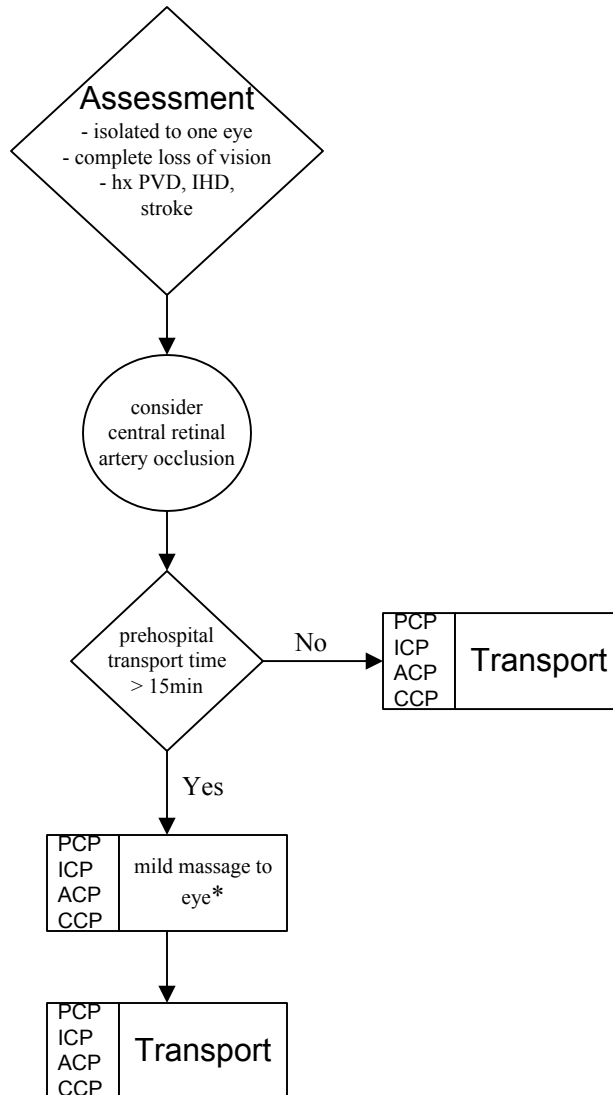 Assessment
- isolated to one eye
- complete loss of vision
- hx PVD, IHD,
stroke
consider
central retinal
artery occlusion
prehospital
transport time
> 15min
No
PCP
ICP
ACP
CCP
Transport
Yes
PCP
ICP
ACP
CCP
mild massage to
eye*
PCP
ICP
ACP
CCP
Transport